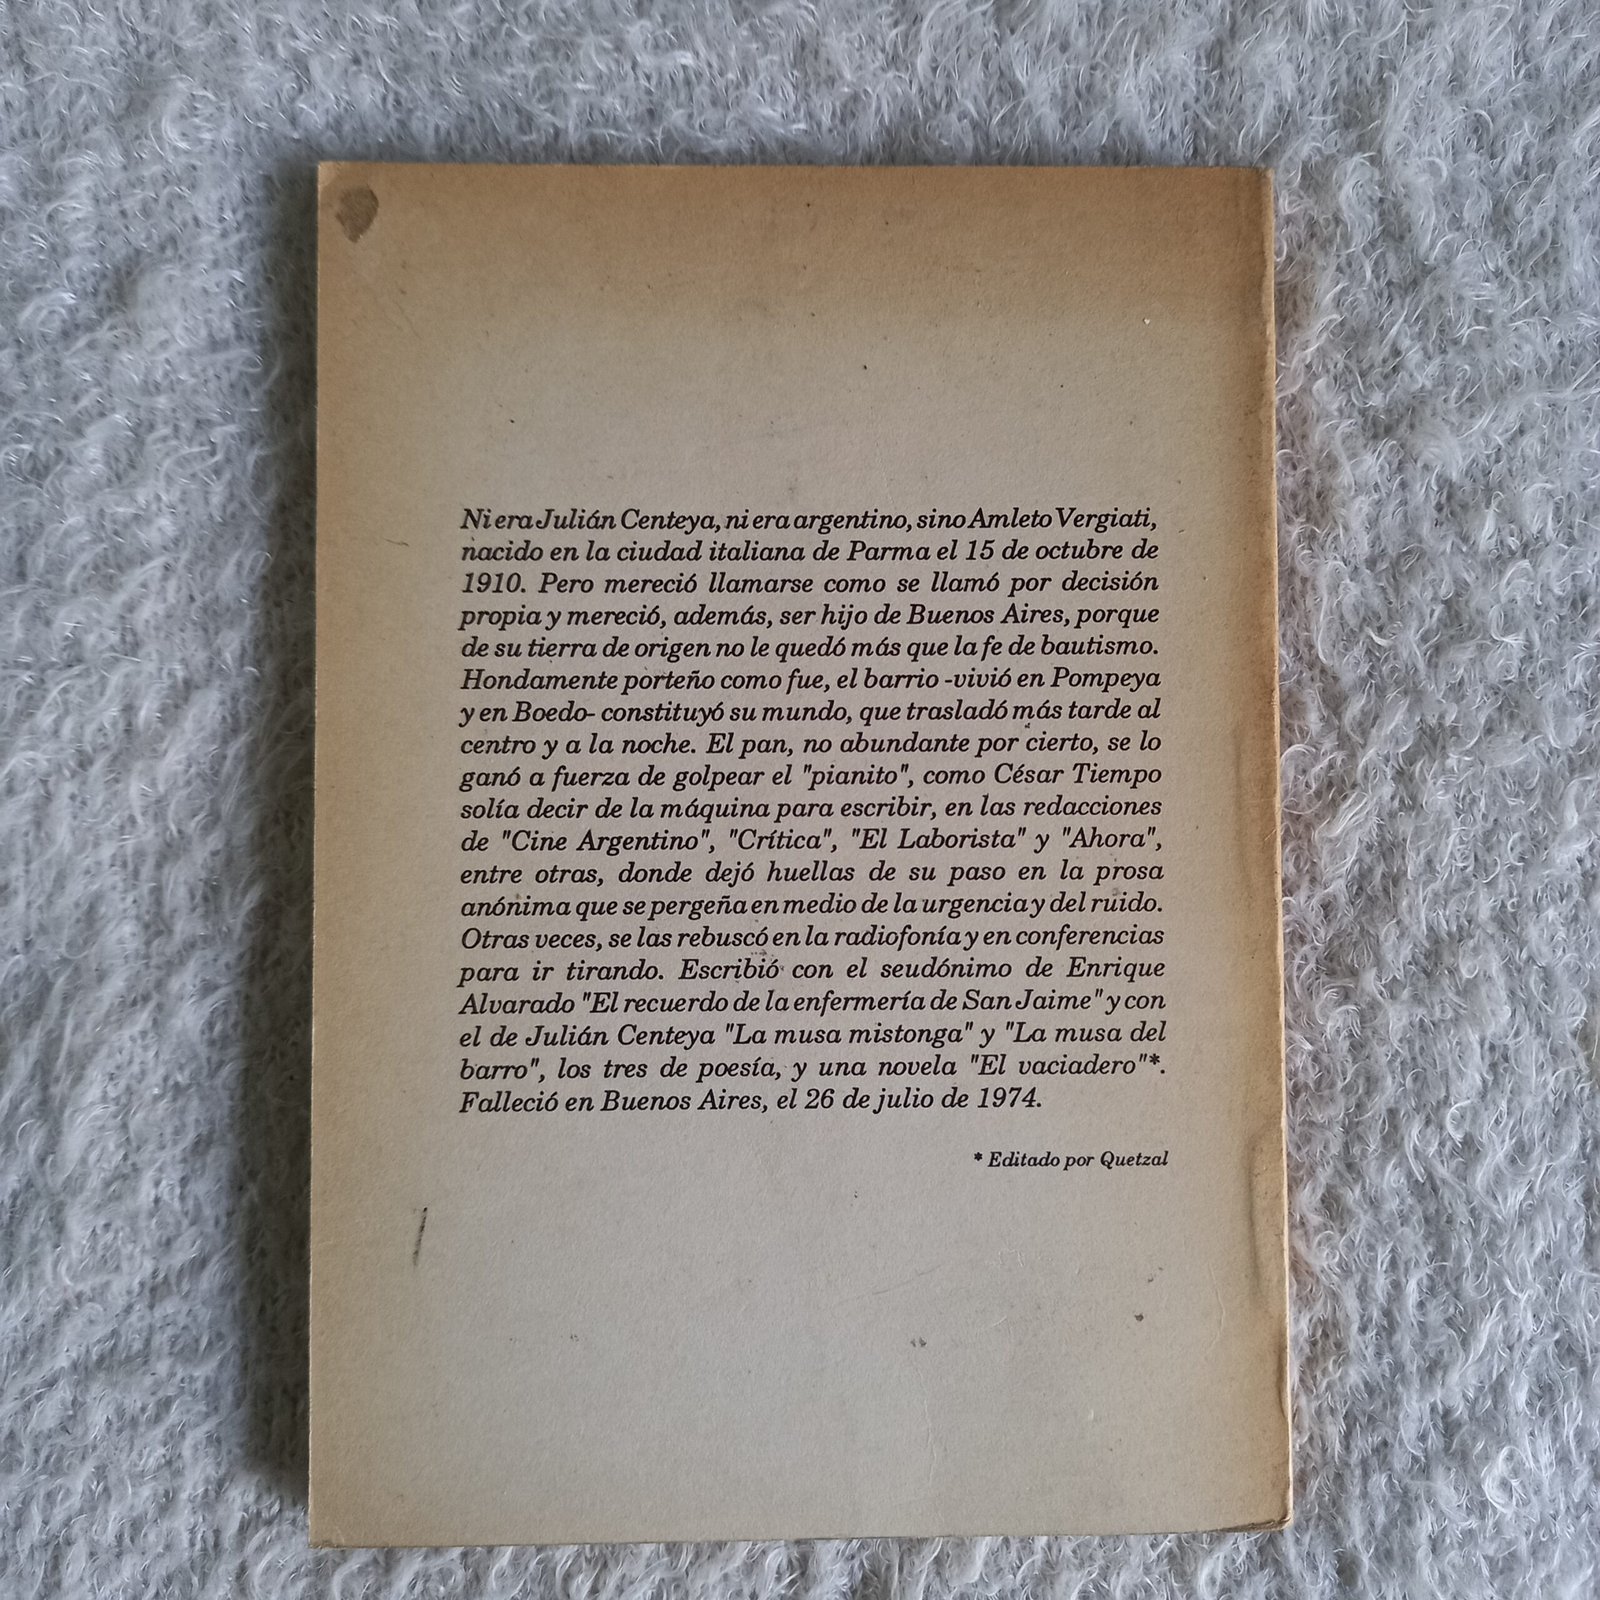 Ni era Julián Centeya, ni era argentino, sino Amleto Vergiati,
nacido en la ciudad italiana de Parma el 15 de octubre de
1910. Pero mereció llamarse como se llamó por decisión
propia y mereció, además, ser hijo de Buenos Aires, porque
de su tierra de origen no le quedó más que la fe de bautismo.
Hondamente porteño como fue, el barrio -vivió en Pompeya
y en Boedo- constituyó su mundo, que trasladó más tarde al
centro y a la noche. El pan, no abundante por cierto, se lo
ganó a fuerza de golpear el "pianito", como César Tiempo
solía decir de la máquina para escribir, en las redacciones
de "Cine Argentino", "Crítica", "El Laborista" y "Ahora",
entre otras, donde dejó huellas de su paso en la prosa
anónima que se pergeña en medio de la urgencia y del ruido.
Otras veces, se las rebuscó en la radiofonía y en conferencias
para ir tirando. Escribió con el seudónimo de Enrique
Alvarado "El recuerdo de la enfermería de San Jaime" y con
el de Julián Centeya "La musa mistonga" y "La musa del
barro", los tres de poesía, y una novela "El vaciadero"*.
Falleció en Buenos Aires, el 26 de julio de 1974.
* Editado por Quetzal